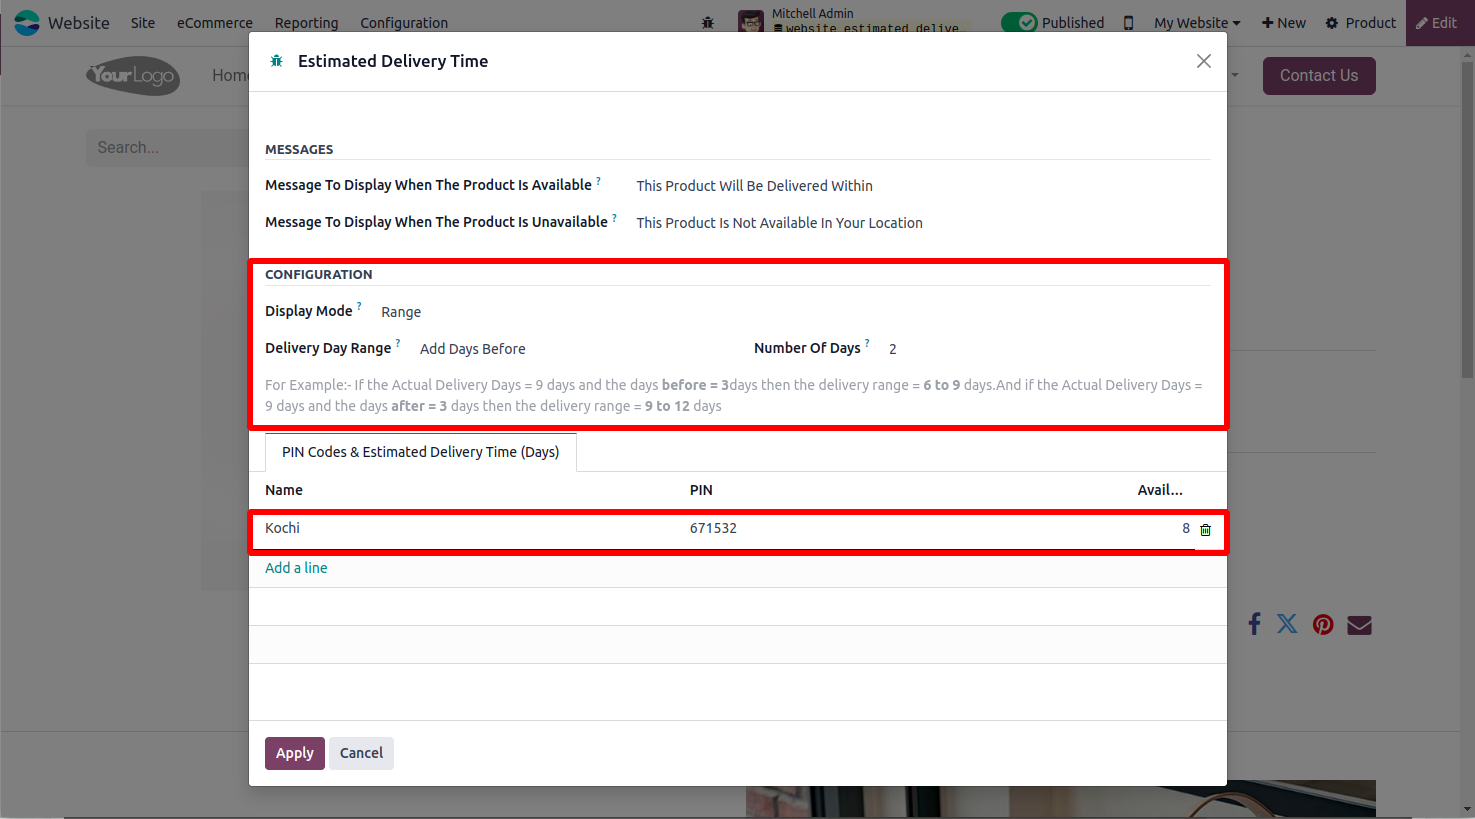 Website Site eCommerce Reporting Configuration Mitchell Admin Published My Website + New Product Edit
website estimated delive
YourLogo Home Contact Us
Search...
Estimated Delivery Time
MESSAGES
Message To Display When The Product Is Available ? This Product Will Be Delivered Within
Message To Display When The Product Is Unavailable ? This Product Is Not Available In Your Location
CONFIGURATION
Display Mode ? Range
Delivery Day Range ? Add Days Before Number Of Days ? 2
For Example:- If the Actual Delivery Days = 9 days and the days before = 3days then the delivery range = 6 to 9 days.And if the Actual Delivery Days =
9 days and the days after = 3 days then the delivery range = 9 to 12 days
PIN Codes & Estimated Delivery Time (Days)
Name PIN Avail...
Kochi 671532 8
Add a line
Apply Cancel